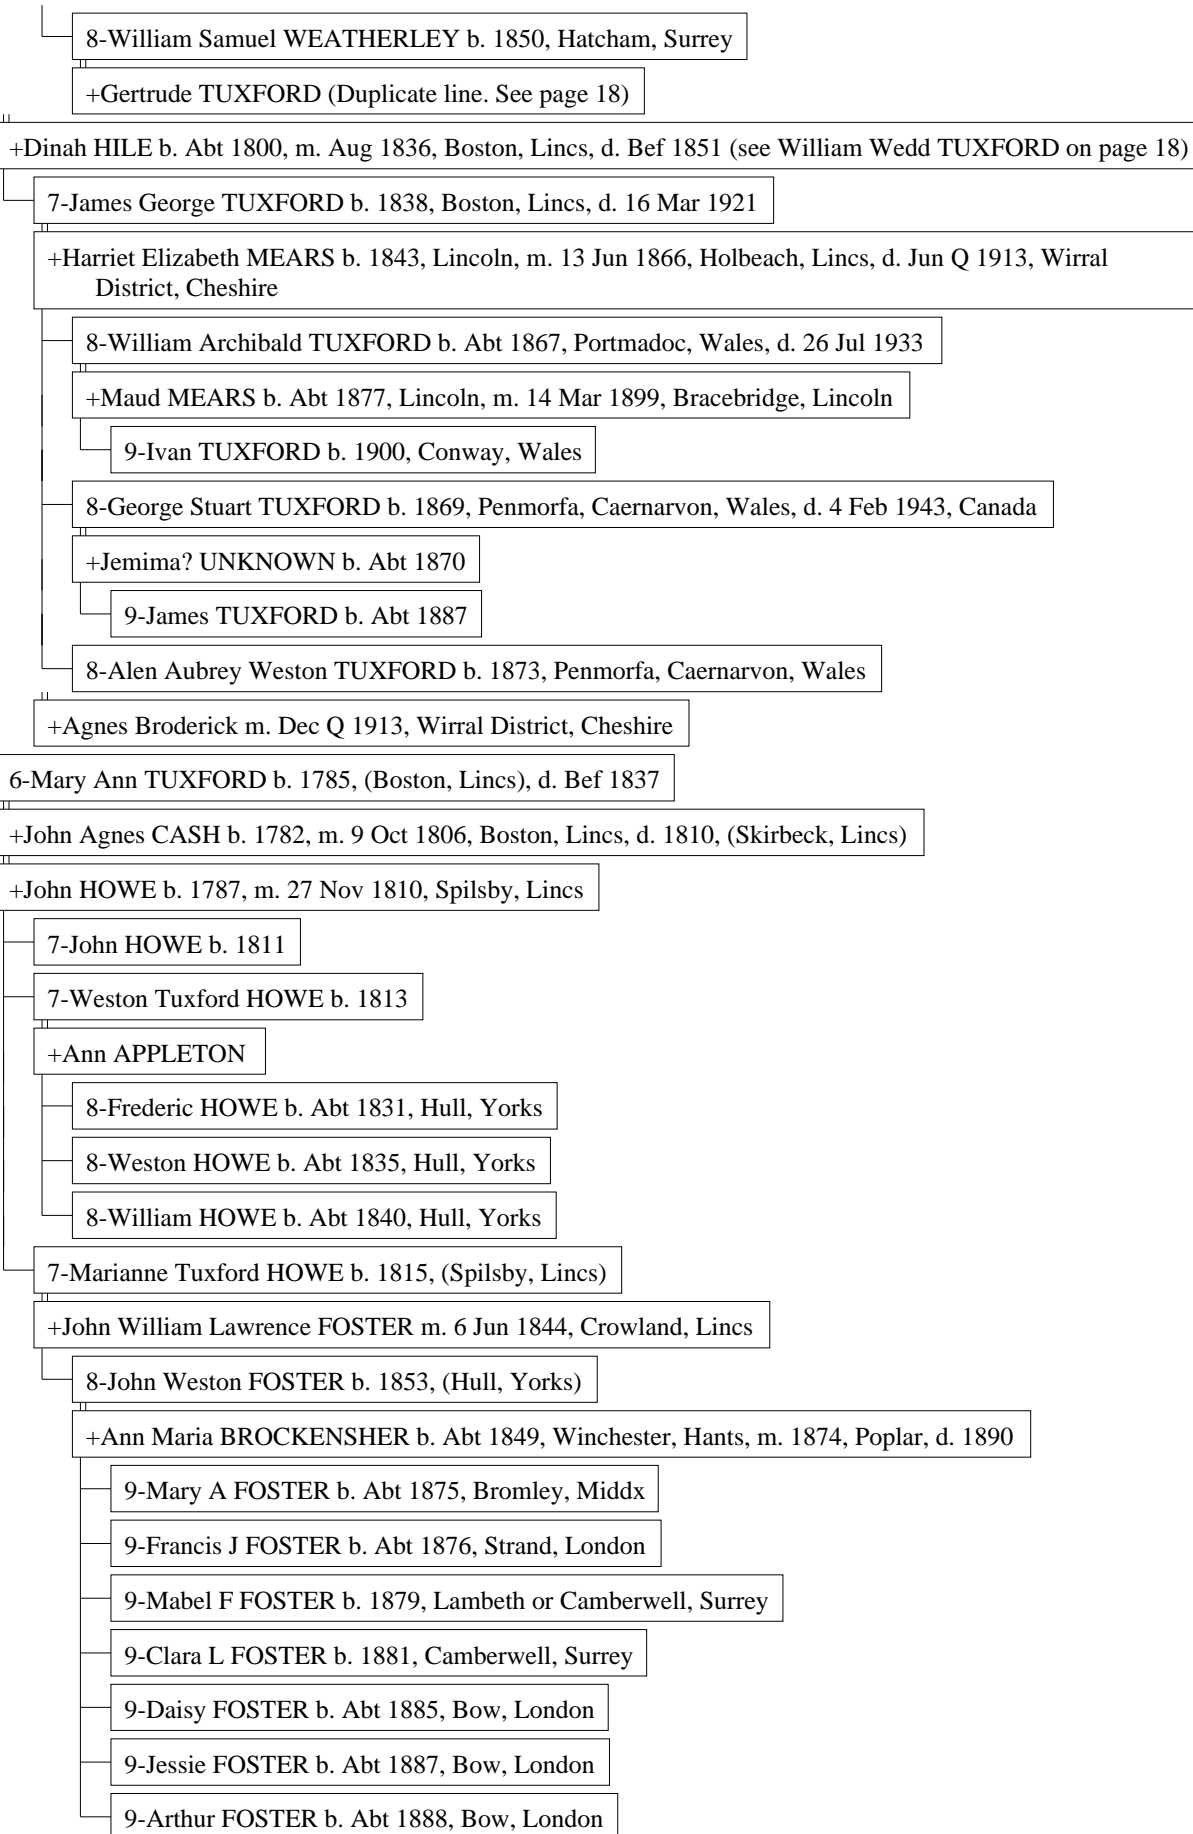 8-William Samuel WEATHERLEY b. 1850, Hatcham, Surrey
+Gertrude TUXFORD (Duplicate line. See page 18)
+Dinah HILE b. Abt 1800, m. Aug 1836, Boston, Lincs, d. Bef 1851 (see William Wedd TUXFORD on page 18)
7-James George TUXFORD b. 1838, Boston, Lincs, d. 16 Mar 1921
+Harriet Elizabeth MEARS b. 1843, Lincoln, m. 13 Jun 1866, Holbeach, Lincs, d. Jun Q 1913, Wirral
District, Cheshire
8-William Archibald TUXFORD b. Abt 1867, Portmadoc, Wales, d. 26 Jul 1933
+Maud MEARS b. Abt 1877, Lincoln, m. 14 Mar 1899, Bracebridge, Lincoln
9-Ivan TUXFORD b. 1900, Conway, Wales
8-George Stuart TUXFORD b. 1869, Penmorfa, Caernarvon, Wales, d. 4 Feb 1943, Canada
+Jemima? UNKNOWN b. Abt 1870
9-James TUXFORD b. Abt 1887
8-Alen Aubrey Weston TUXFORD b. 1873, Penmorfa, Caernarvon, Wales
+Agnes Broderick m. Dec Q 1913, Wirral District, Cheshire
6-Mary Ann TUXFORD b. 1785, (Boston, Lincs), d. Bef 1837
+John Agnes CASH b. 1782, m. 9 Oct 1806, Boston, Lincs, d. 1810, (Skirbeck, Lincs)
+John HOWE b. 1787, m. 27 Nov 1810, Spilsby, Lincs
7-John HOWE b. 1811
7-Weston Tuxford HOWE b. 1813
+Ann APPLETON
8-Frederic HOWE b. Abt 1831, Hull, Yorks
8-Weston HOWE b. Abt 1835, Hull, Yorks
8-William HOWE b. Abt 1840, Hull, Yorks
7-Marianne Tuxford HOWE b. 1815, (Spilsby, Lincs)
+John William Lawrence FOSTER m. 6 Jun 1844, Crowland, Lincs
8-John Weston FOSTER b. 1853, (Hull, Yorks)
+Ann Maria BROCKENSHER b. Abt 1849, Winchester, Hants, m. 1874, Poplar, d. 1890
9-Mary A FOSTER b. Abt 1875, Bromley, Middx
9-Francis J FOSTER b. Abt 1876, Strand, London
9-Mabel F FOSTER b. 1879, Lambeth or Camberwell, Surrey
9-Clara L FOSTER b. 1881, Camberwell, Surrey
9-Daisy FOSTER b. Abt 1885, Bow, London
9-Jessie FOSTER b. Abt 1887, Bow, London
9-Arthur FOSTER b. Abt 1888, Bow, London